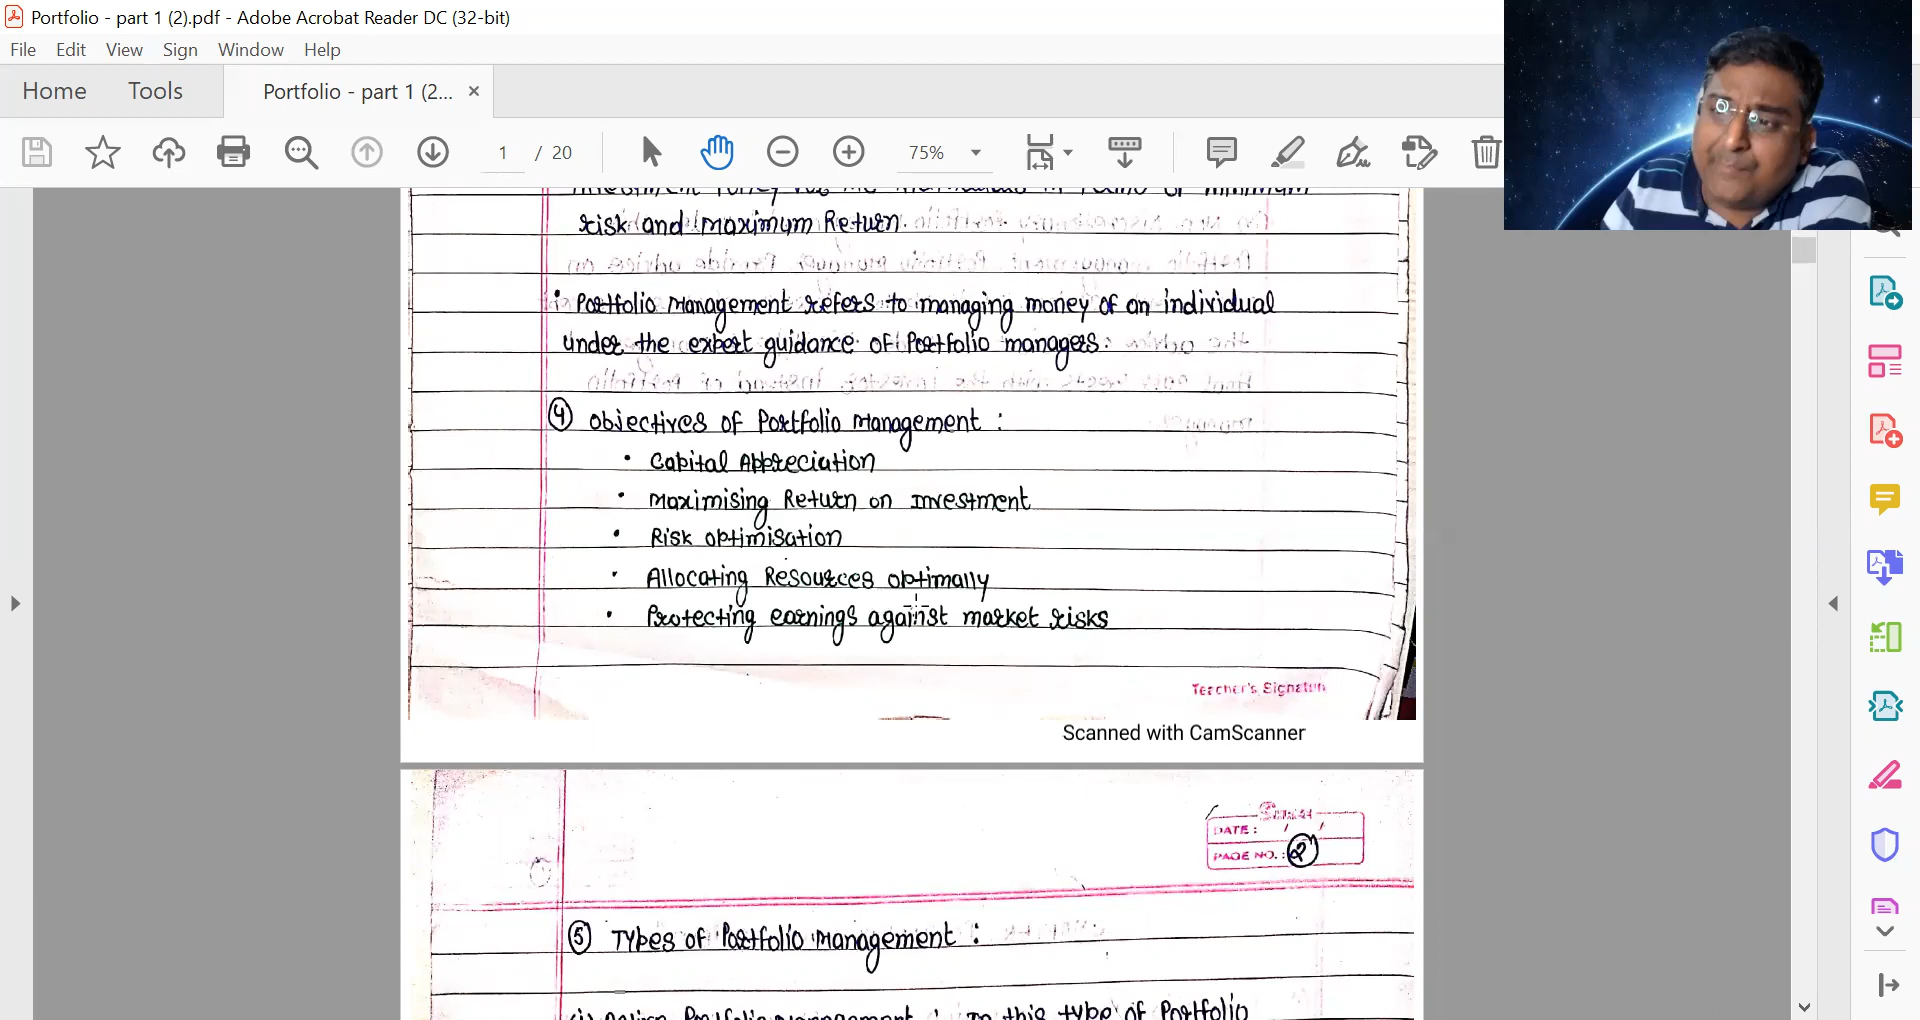 Portfolio - part 1 (2).pdf - Adobe Acrobat Reader DC (32-bit)
File Edit View Sign Window Help
Home Tools Portfolio - part 1 (2... ×
1 / 20 75%
risk and maximum Return.
• Portfolio Management refers to managing money of an individual
under the expert guidance of Portfolio managers.
④ Objectives of Portfolio Management :
• Capital Appreciation
• Maximising Return on Investment
• Risk optimisation
• Allocating Resources optimally
• Protecting earnings against market risks
Teacher's Signatur
Scanned with CamScanner
DATE : / /
PAGE NO. : 2
⑤ Types of Portfolio Management :
(i) Active Portfolio Management : In this type of Portfolio